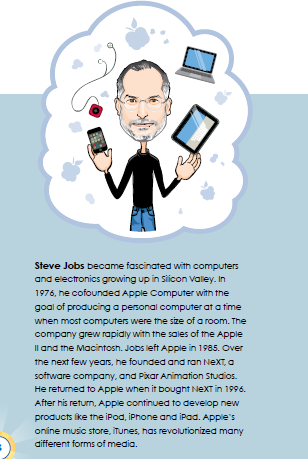 Steve Jobs became fascinated with computers
and electronics growing up in Silicon Valley. In
1976, he cofounded Apple Computer with the
goal of producing a personal computer at a time
when most computers were the size of a room. The
company grew rapidly with the sales of the Apple
II and the Macintosh. Jobs left Apple in 1985. Over
the next few years, he founded and ran NeXT, a
software company, and Pixar Animation Studios.
He returned to Apple when it bought NeXT in 1996.
After his return, Apple continued to develop new
products like the iPod, iPhone and iPad. Apple's
online music store, iTunes, has revolutionized many
different forms of media.